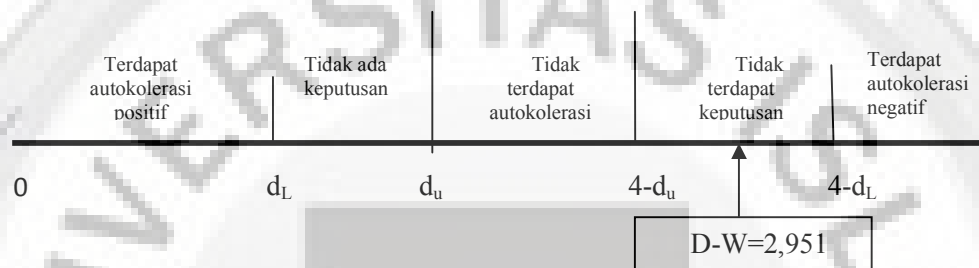 Terdapat
autokolerasi
positif
Tidak ada
keputusan
Tidak
terdapat
autokolerasi
Tidak
terdapat
keputusan
Terdapat
autokolerasi
negatif
0
dL
du
4-du
4-dL
D-W=2,951